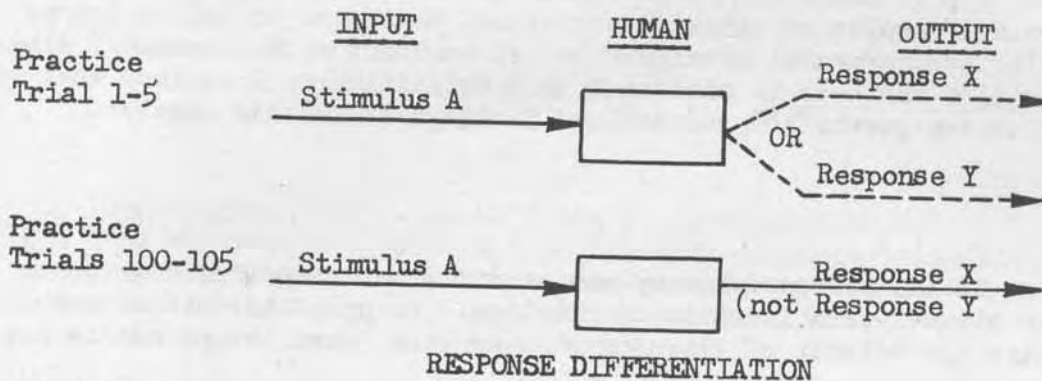 INPUT HUMAN OUTPUT
Practice
Trial 1-5
Stimulus A
Response X
OR
Response Y
Practice
Trials 100-105
Stimulus A
Response X
(not Response Y
RESPONSE DIFFERENTIATION